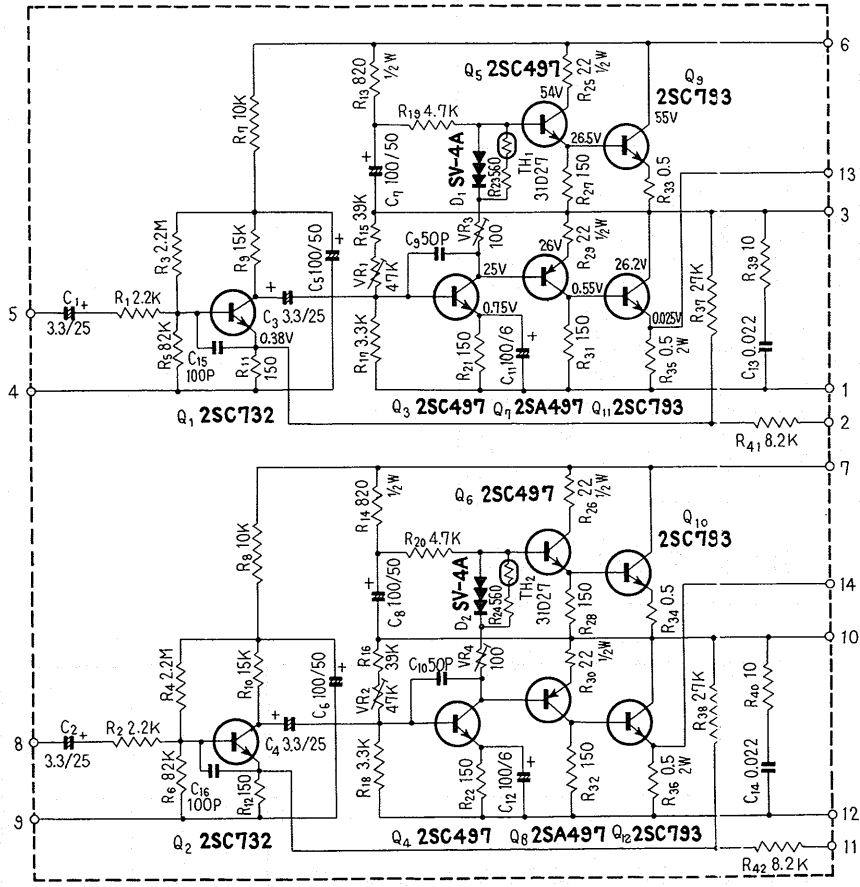 6
Q5 2SC497
Q9
2SC793
R13 820
½W
R25 22
½W
R7 10K
54V
55V
R19 4.7K
26.5V
C7 100/50
D1 SV-4A
R23 560
TH1
31D27
R27 150
R33 0.5
13
3
R3 2.2M
R9 15K
C5 100/50
R15 39K
VR1
47K
C9 50P
VR3
100
R29 22
½W
25V
26V
26.2V
R37 27K
R39 10
5
C1
3.3/25
R1 2.2K
C3
3.3/25
0.38V
0.75V
0.55V
0.025V
R5 82K
C15
100P
R11
150
R17 3.3K
R21 150
C11 100/6
R31 150
R35 0.5
2W
C13 0.022
4
1
Q1 2SC732
Q3
2SC497
Q7
2SA497
Q11
2SC793
2
R41 8.2K
7
R14 820
½W
Q6 2SC497
R26 22
½W
Q10
2SC793
R8 10K
R20 4.7K
C8 100/50
D2 SV-4A
R24 560
TH2
31D27
R28 150
R34 0.5
14
10
R4 2.2M
R10 15K
C6 100/50
R16
39K
VR2
47K
C10 50P
VR4
100
R30 22
½W
R38 27K
R40 10
8
C2
3.3/25
R2 2.2K
C4 3.3/25
R6 82K
C16
100P
R12 150
R18 3.3K
R22 150
C12 100/6
R32 150
R36 0.5
2W
C14 0.022
9
12
Q2 2SC732
Q4 2SC497
Q8 2SA497
Q12 2SC793
11
R42 8.2K